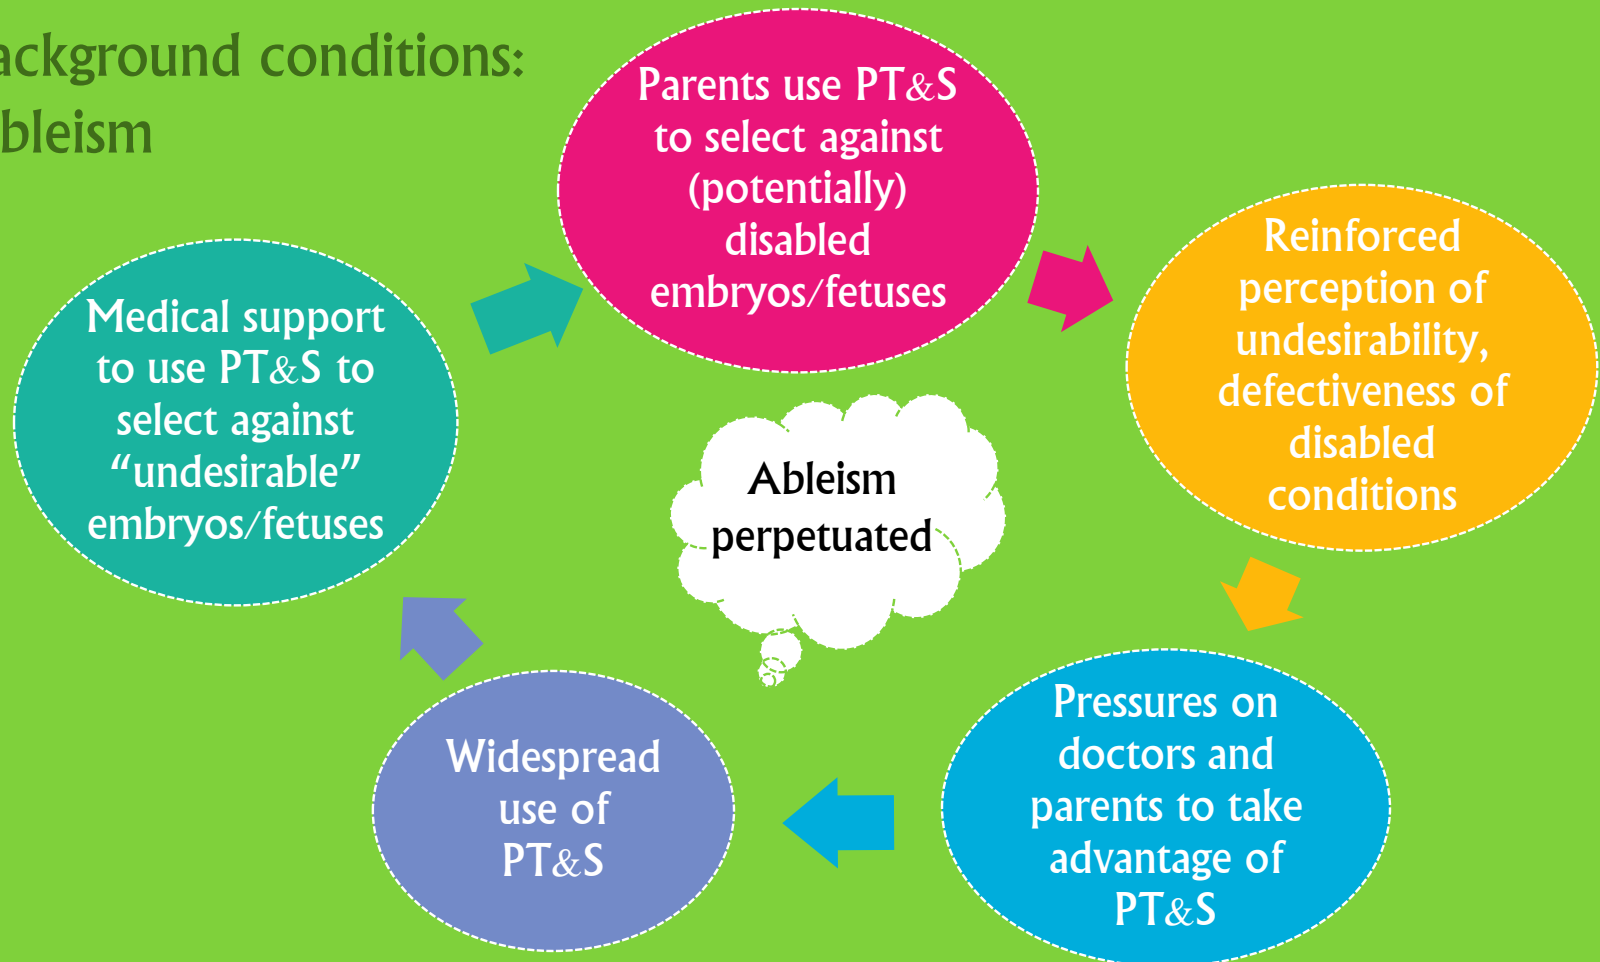 ackground conditions:
bleism
Parents use PT&S
to select against
(potentially)
disabled
embryos/fetuses
Reinforced
perception of
undesirability,
defectiveness of
disabled
conditions
Pressures on
doctors and
parents to take
advantage of
PT&S
Widespread
use of
PT&S
Medical support
to use PT&S to
select against
“undesirable”
embryos/fetuses
Ableism
perpetuated